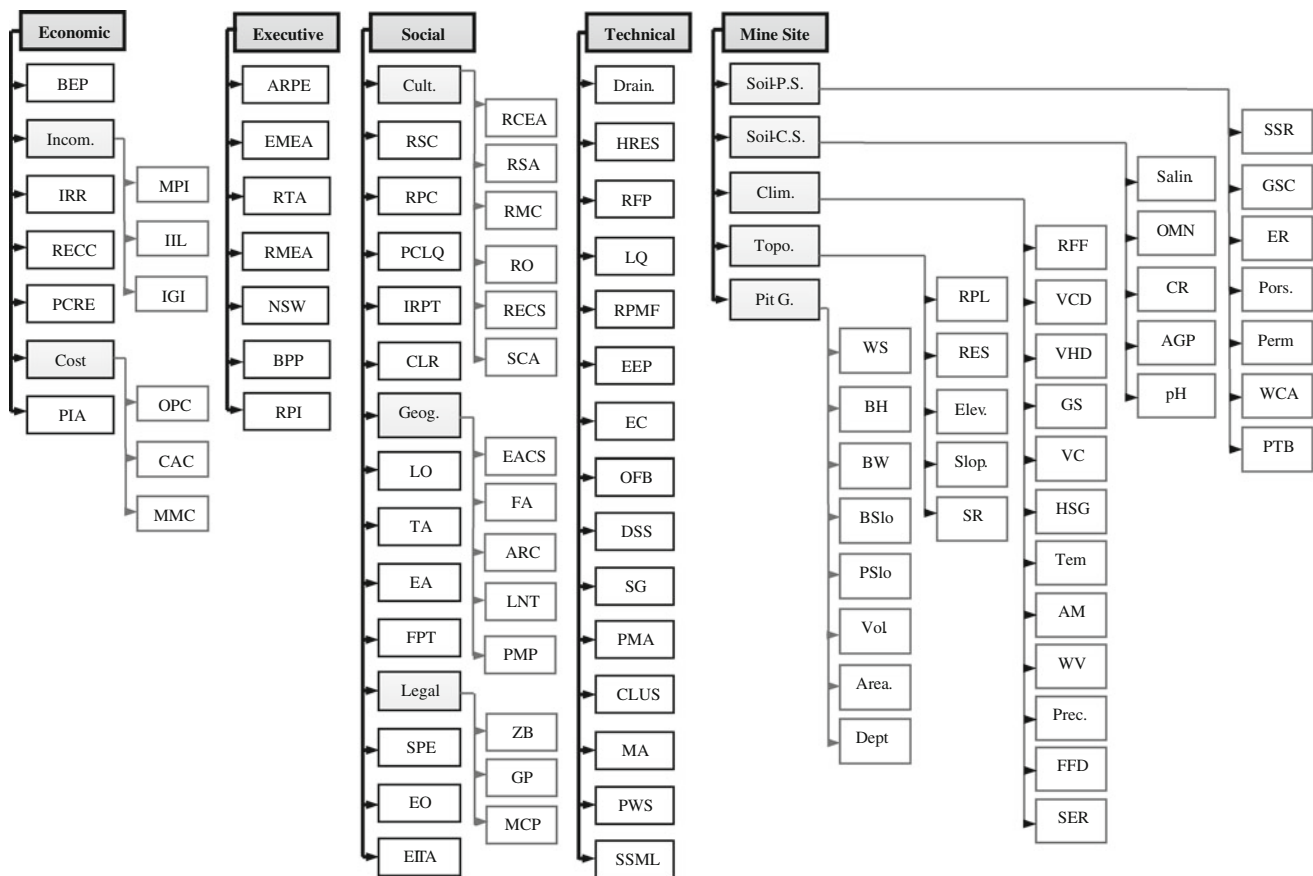 Economic
BEP
Incom.
MPI
IIL
IGI
IRR
RECC
PCRE
Cost
OPC
CAC
MMC
PIA
Executive
ARPE
EMEA
RTA
RMEA
NSW
BPP
RPI
Social
Cult.
RCEA
RSA
RMC
RO
RECS
SCA
RSC
RPC
PCLQ
IRPT
CLR
Geog.
EACS
FA
ARC
LNT
PMP
LO
TA
EA
FPT
Legal
ZB
GP
MCP
SPE
EO
EITA
Technical
Drain.
HRES
RFP
LQ
RPMF
EEP
EC
OFB
DSS
SG
PMA
CLUS
MA
PWS
SSML
Mine Site
Soil-P.S.
Soil-C.S.
Clim.
Topo.
Pit G.
WS
BH
BW
BSlo
PSlo
Vol.
Area.
Dept
RPL
RES
Elev.
Slop.
SR
RFF
VCD
VHD
GS
VC
HSG
Tem
AM
WV
Prec.
FFD
SER
Salin.
OMN
CR
AGP
pH
SSR
GSC
ER
Pors.
Perm
WCA
PTB